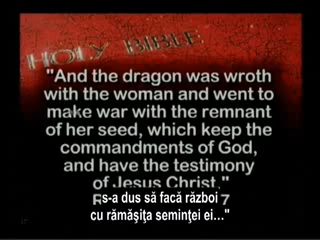 HOLY BIBLE
"And the dragon was wroth
with the woman and went to
make war with the remnant
of her seed, which keep the
commandments of God,
and have the testimony
of Jesus Christ."
s-a dus să facă război
cu rămăşiţa seminţei ei..."